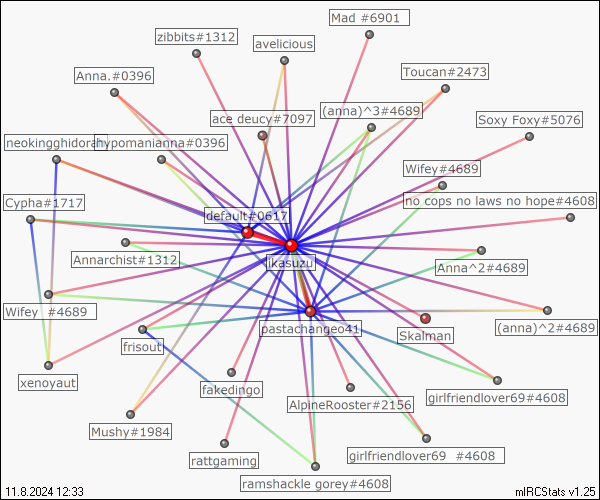 Mad #6901
zibbits#1312
avelicious
Anna.#0396
Toucan#2473
ace deucy#7097
(anna)^3#4689
Soxy Foxy#5076
neokingghidorah
hypomanianna#0396
Wifey#4689
Cypha#1717
default#0617
no cops no laws no hope#4608
Annarchist#1312
jkasuzu
Anna^2#4689
Wifey  #4689
pastachangeo41
(anna)^2#4689
frisout
Skalman
xenoyaut
fakedingo
AlpineRooster#2156
girlfriendlover69#4608
Mushy#1984
rattgaming
girlfriendlover69  #4608
ramshackle gorey#4608
11.8.2024 12:33
mIRCStats v1.25